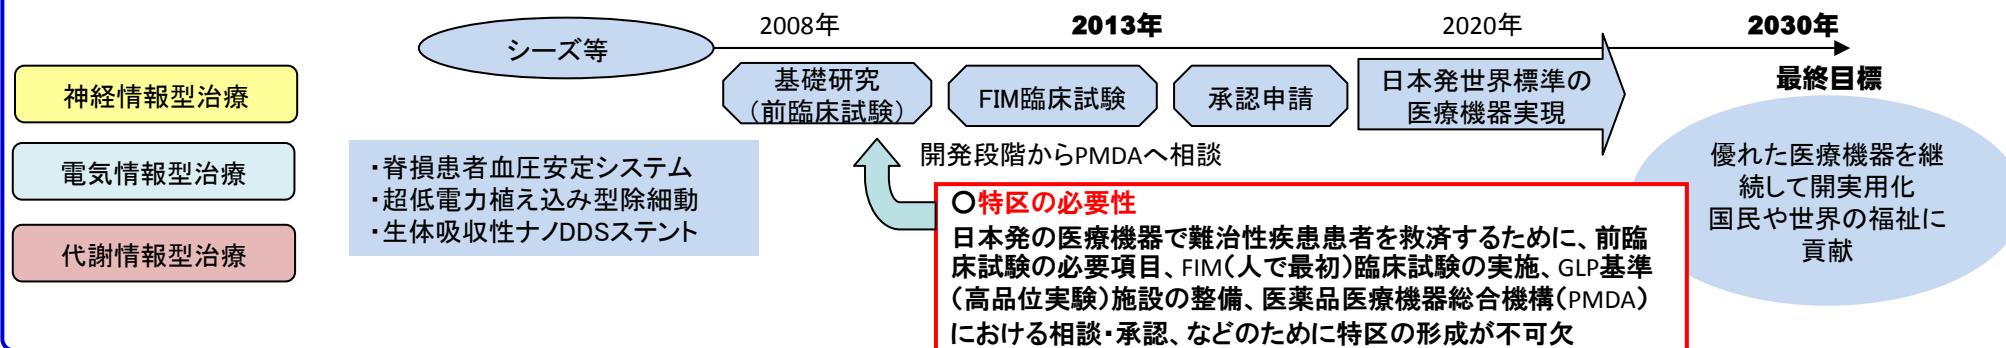 2008年
2013年
2020年
2030年
シーズ等
基礎研究
（前臨床試験）
FIM臨床試験
承認申請
日本発世界標準の
医療機器実現
最終目標
神経情報型治療
電気情報型治療
代謝情報型治療
・脊損患者血圧安定システム
・超低電力植え込み型除細動
・生体吸収性ナノDDSステント
開発段階からPMDAへ相談
〇特区の必要性
日本発の医療機器で難治性疾患患者を救済するために、前臨
床試験の必要項目、FIM（人で最初）臨床試験の実施、GLP基準
（高品位実験）施設の整備、医薬品医療機器総合機構（PMDA）
における相談・承認、などのために特区の形成が不可欠
優れた医療機器を継
続して開実用化
国民や世界の福祉に
貢献